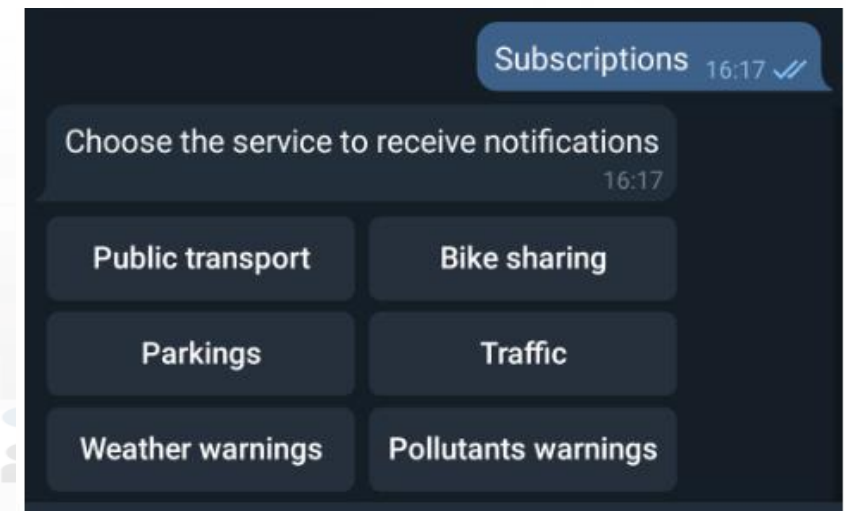 Subscriptions 16:17
Choose the service to receive notifications
16:17
Public transport
Bike sharing
Parkings
Traffic
Weather warnings
Pollutants warnings